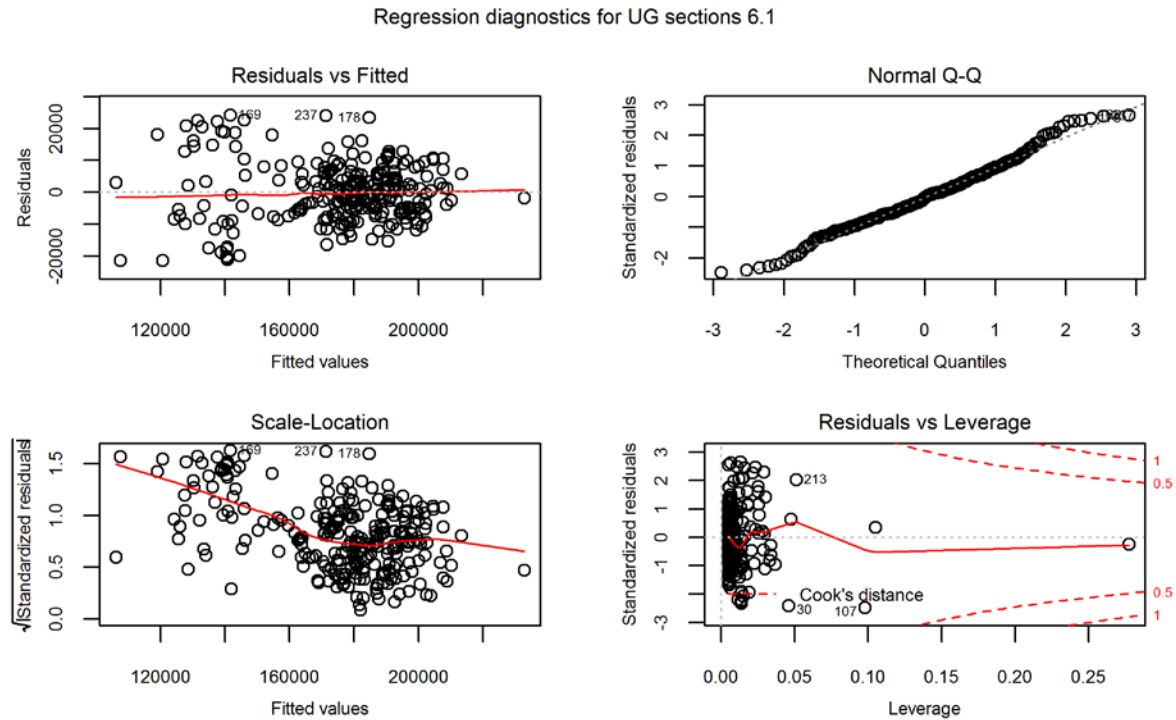 Regression diagnostics for UG sections 6.1
Residuals vs Fitted
Residuals
-20000 0 20000
169
237
178
120000 160000 200000
Fitted values
Normal Q-Q
Standardized residuals
-2 0 1 2 3
-3 -2 -1 0 1 2 3
Theoretical Quantiles
Scale-Location
√|Standardized residuals|
0.0 0.5 1.0 1.5
169
237
178
120000 160000 200000
Fitted values
Residuals vs Leverage
Standardized residuals
-3 -1 0 1 2 3
213
30
107
Cook's distance
1
0.5
0.5
1
0.00 0.05 0.10 0.15 0.20 0.25
Leverage